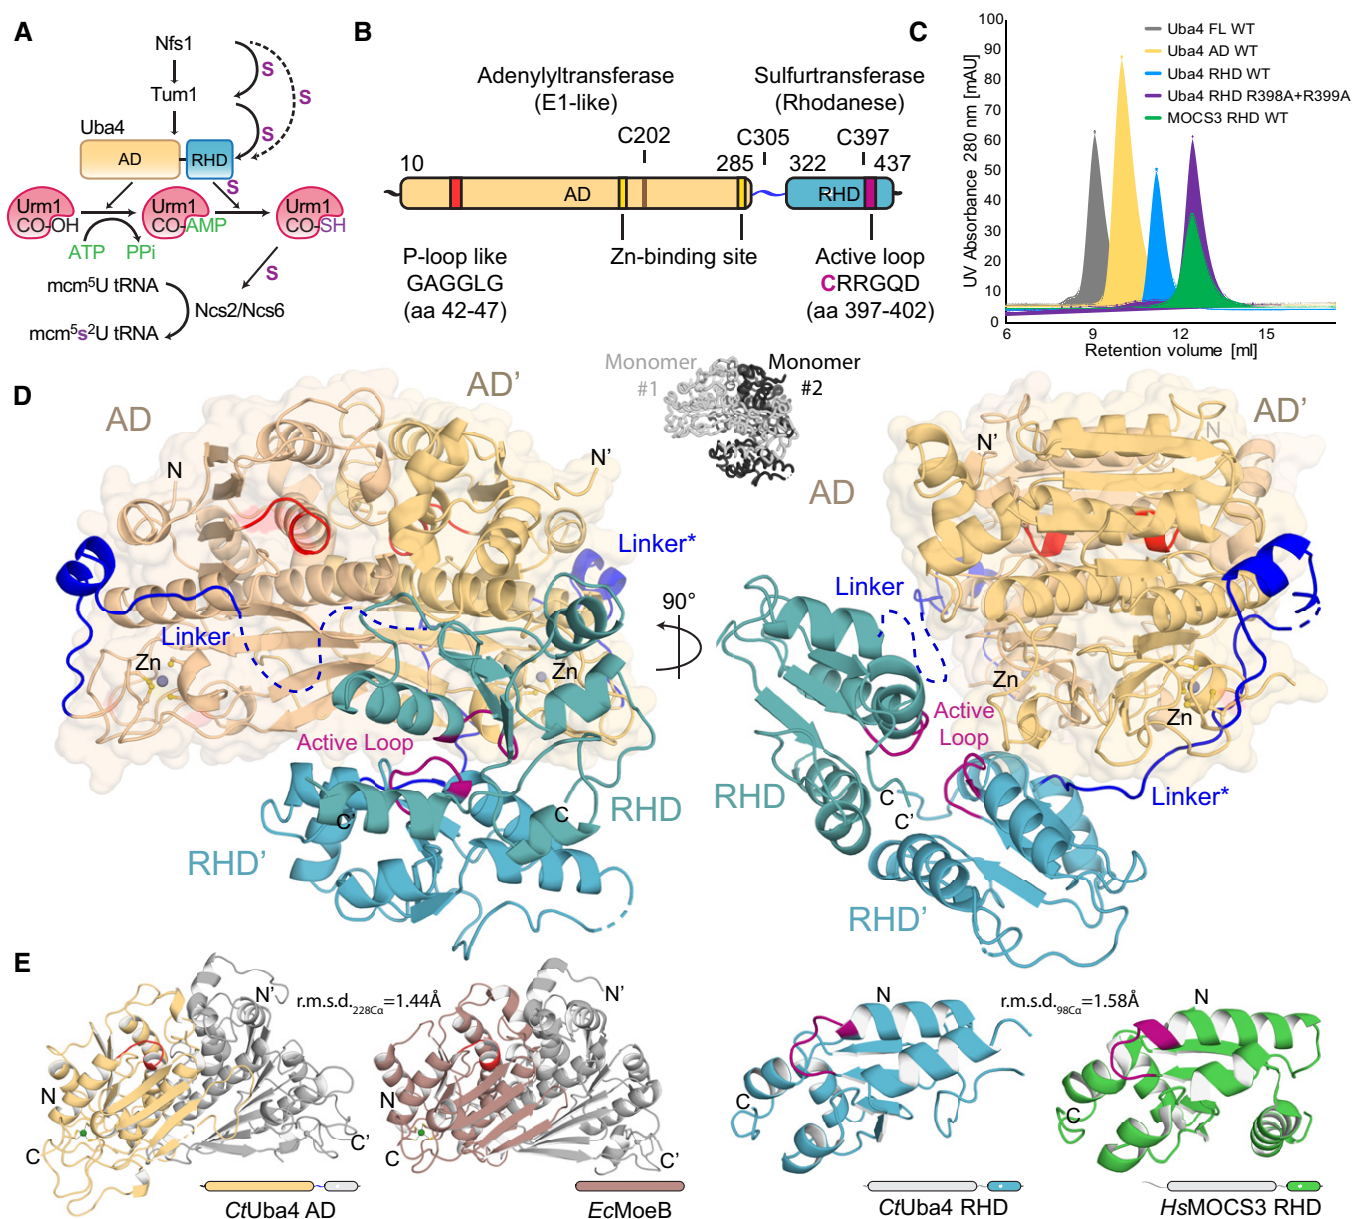 A
Nfs1
S
S
Tum1
S
Uba4
AD
RHD
S
Urm1
CO-OH
Urm1
CO-AMP
Urm1
CO-SH
ATP
PPi
S
mcm⁵U tRNA
Ncs2/Ncs6
mcm⁵s²U tRNA
B
Adenylyltransferase
(E1-like)
Sulfurtransferase
(Rhodanese)
C202
C305
C397
10
285
322
437
AD
RHD
P-loop like
GAGGLG
(aa 42-47)
Zn-binding site
Active loop
CRRGQD
(aa 397-402)
C
UV Absorbance 280 nm [mAU]
100
90
80
70
60
50
40
30
20
10
0
6
9
12
15
Retention volume [ml]
Uba4 FL WT
Uba4 AD WT
Uba4 RHD WT
Uba4 RHD R398A+R399A
MOCS3 RHD WT
D
AD
AD’
N
N’
Linker
Linker*
Zn
Zn
Active Loop
C’
C
RHD
RHD’
Monomer
#1
Monomer
#2
90°
AD
AD’
N’
N
Linker
Zn
Zn
Active
Loop
RHD
C
C’
Linker*
RHD’
E
N’
r.m.s.d.228Cα=1.44Å
N’
N
N
C
C’
C
C’
CtUba4 AD
EcMoeB
N
r.m.s.d.98Cα=1.58Å
N
C
C
CtUba4 RHD
HsMOCS3 RHD